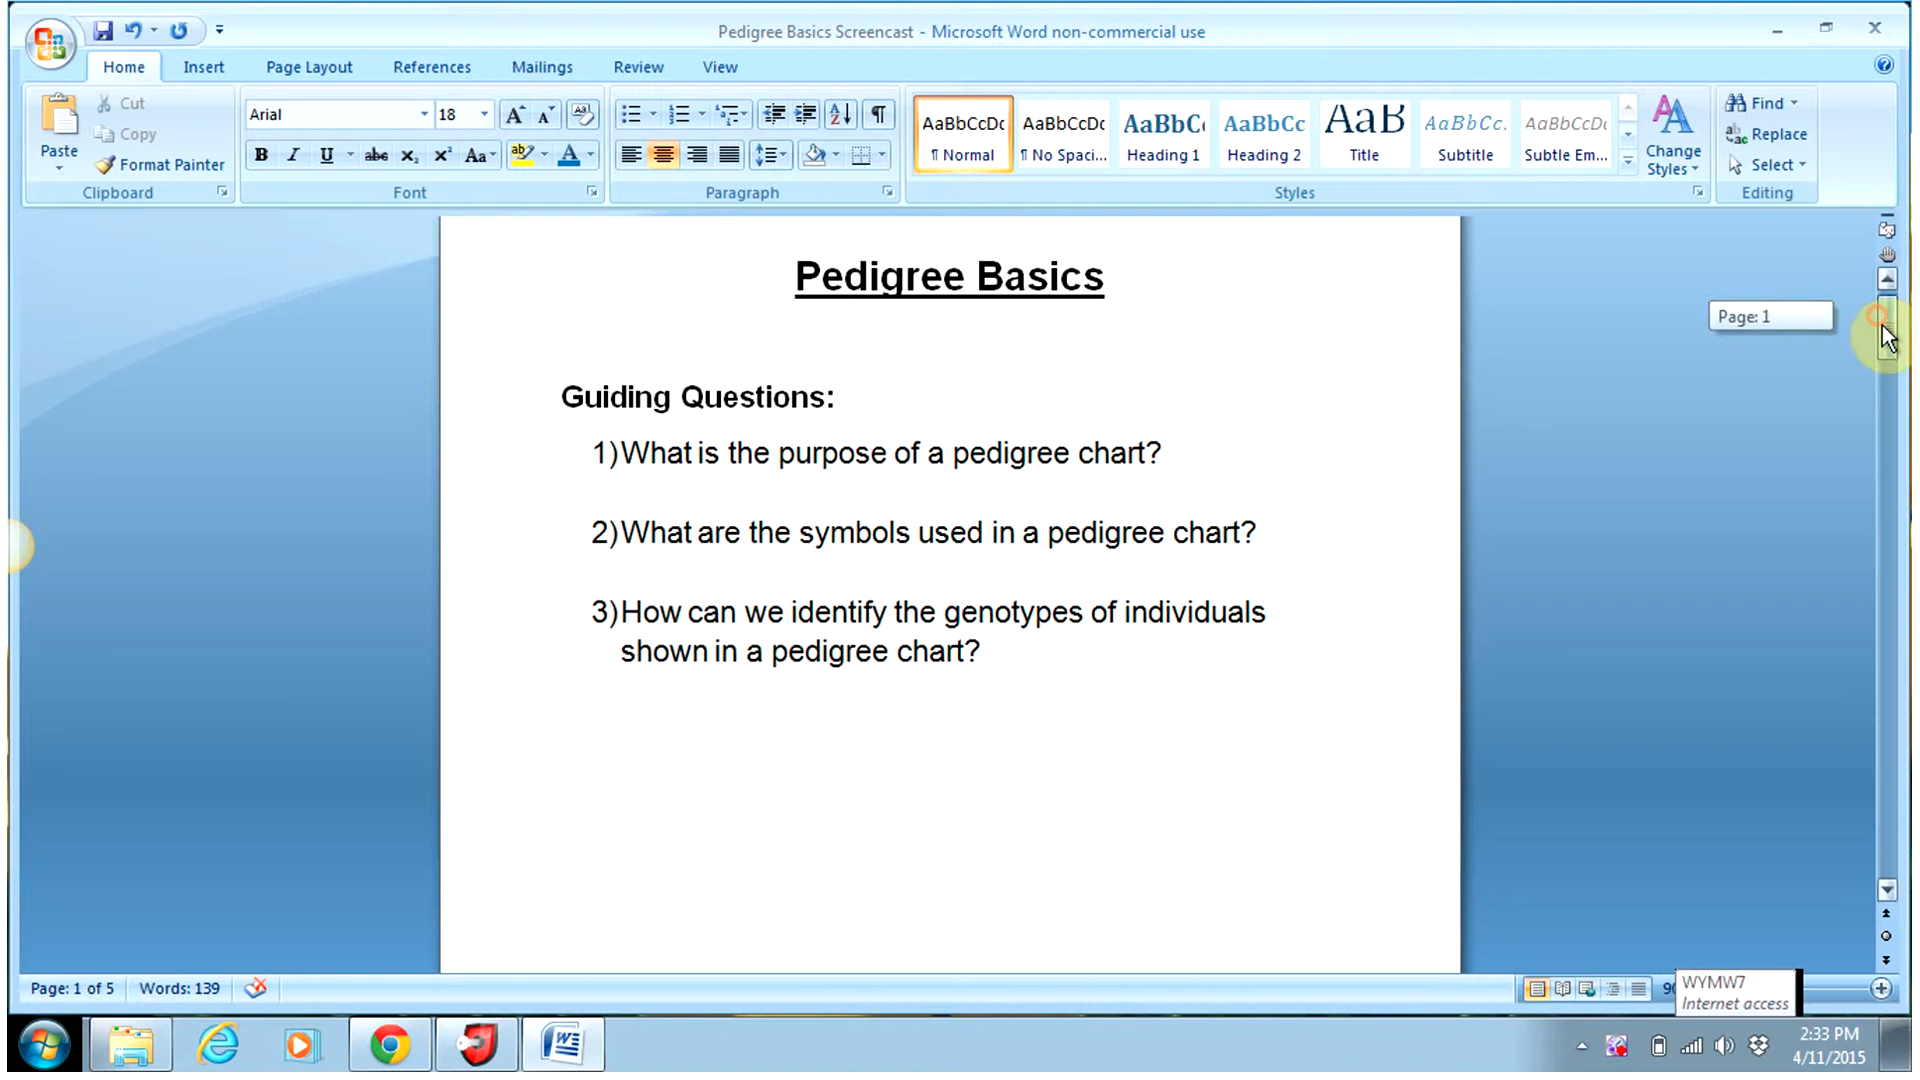 Pedigree Basics Screencast - Microsoft Word non-commercial use
Home Insert Page Layout References Mailings Review View
Paste
Cut
Copy
Format Painter
Clipboard
Arial 18
B I U abc X₂ X² Aa
Font
Paragraph
AaBbCcDc AaBbCcDc AaBbC AaBbCc AaB AaBbCc. AaBbCcDc
¶ Normal ¶ No Spaci... Heading 1 Heading 2 Title Subtitle Subtle Em...
Change
Styles
Styles
Find
Replace
Select
Editing
Page: 1
Pedigree Basics
Guiding Questions:
1) What is the purpose of a pedigree chart?
2) What are the symbols used in a pedigree chart?
3) How can we identify the genotypes of individuals
shown in a pedigree chart?
Page: 1 of 5 Words: 139
WYMW7
Internet access
2:33 PM
4/11/2015